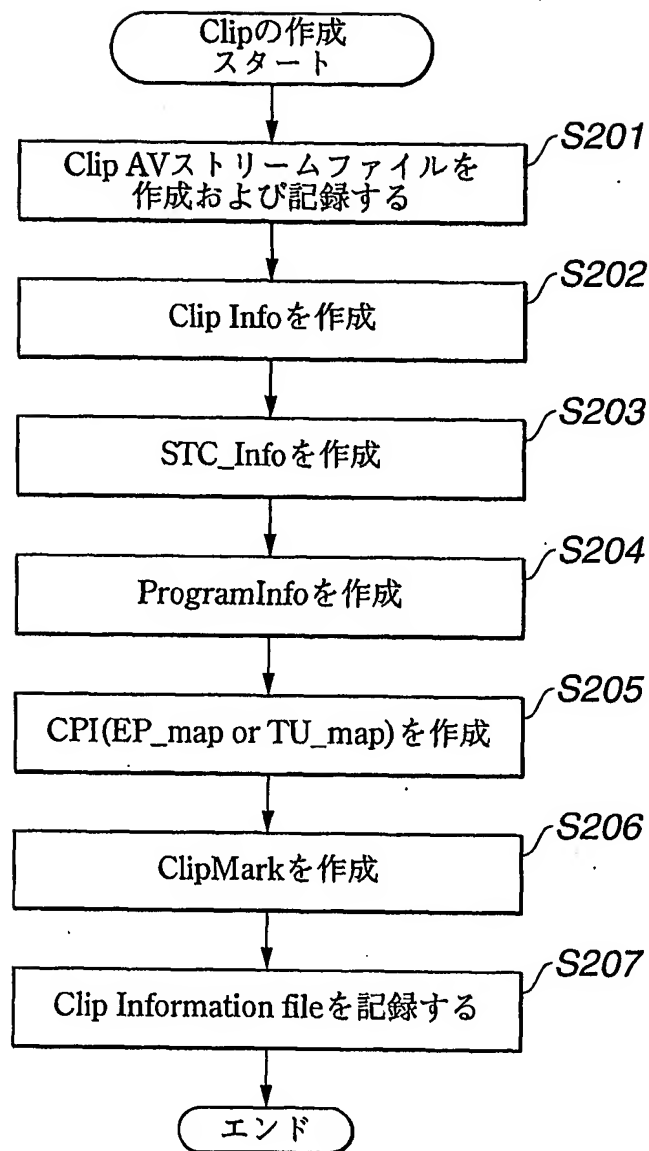 Clipの作成
スタート
S201
Clip AVストリームファイルを
作成および記録する
S202
Clip Infoを作成
S203
STC_Infoを作成
S204
ProgramInfoを作成
S205
CPI(EP_map or TU_map)を作成
S206
ClipMarkを作成
S207
Clip Information fileを記録する
エンド